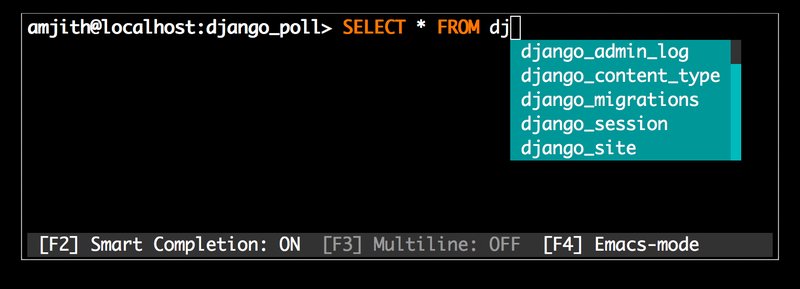 amjith@localhost:django_poll> SELECT * FROM dj
django_admin_log
django_content_type
django_migrations
django_session
django_site
[F2] Smart Completion: ON [F3] Multiline: OFF [F4] Emacs-mode